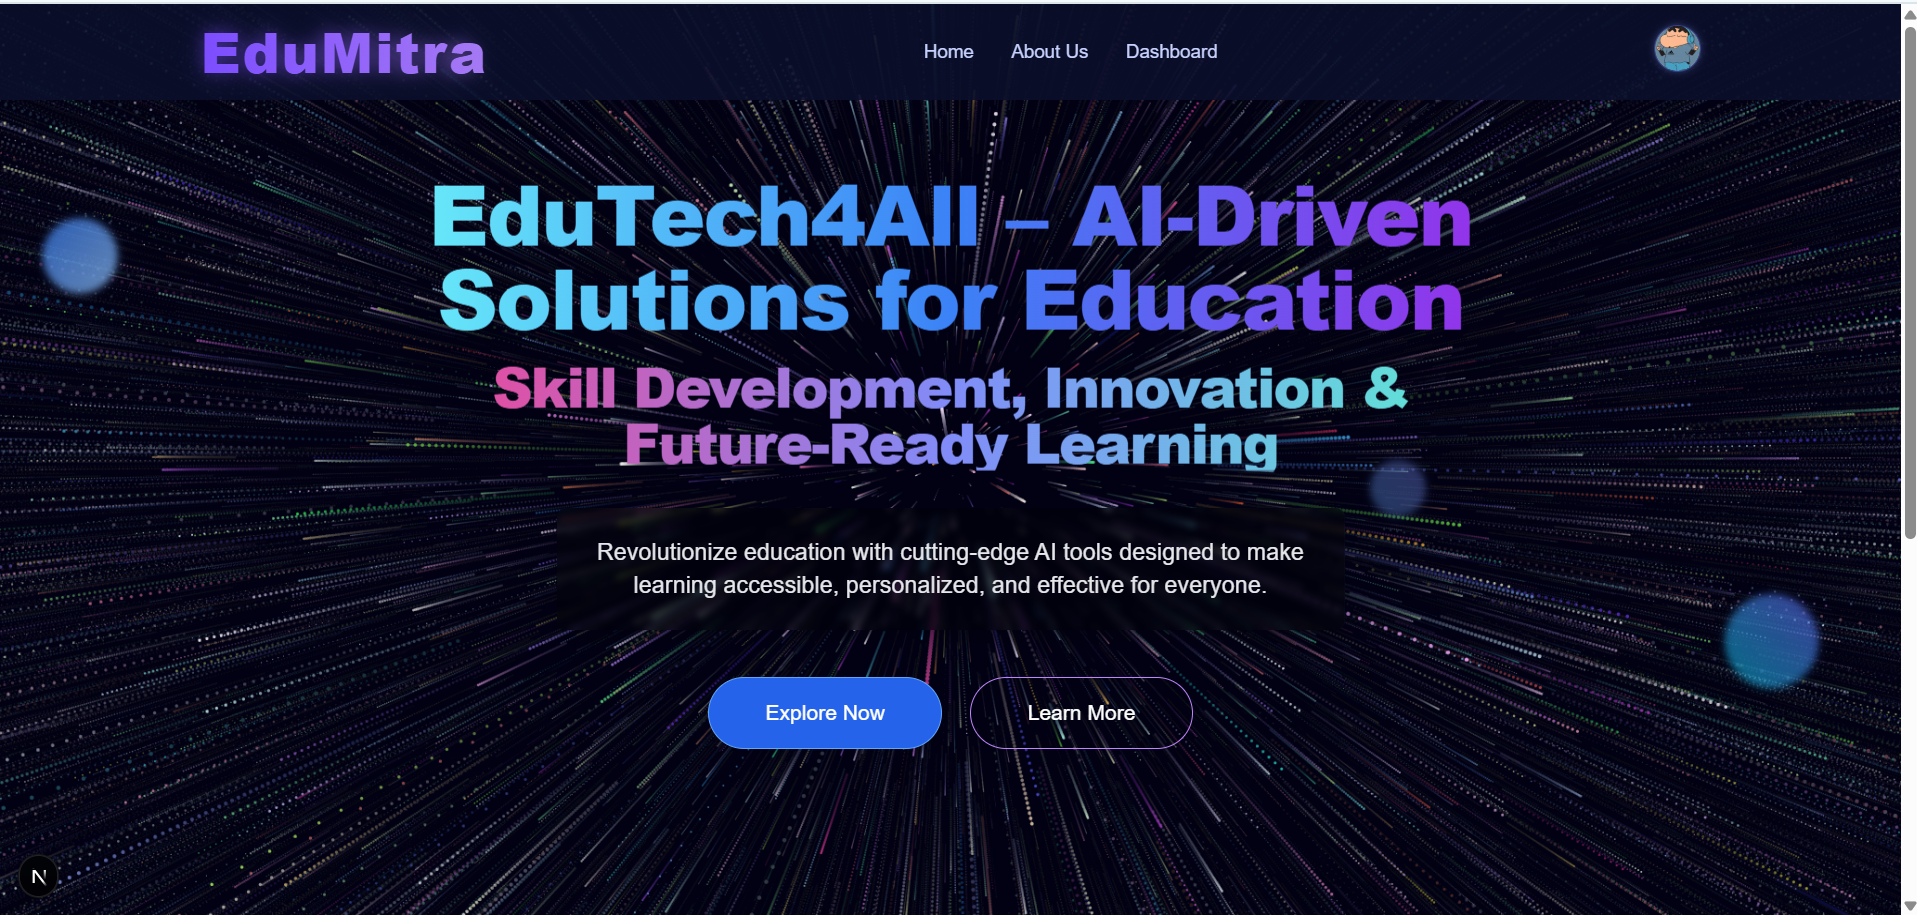 EduMitra
Home About Us Dashboard
EduTech4All – AI-Driven
Solutions for Education
Skill Development, Innovation &
Future-Ready Learning
Revolutionize education with cutting-edge AI tools designed to make
learning accessible, personalized, and effective for everyone.
Explore Now Learn More
N